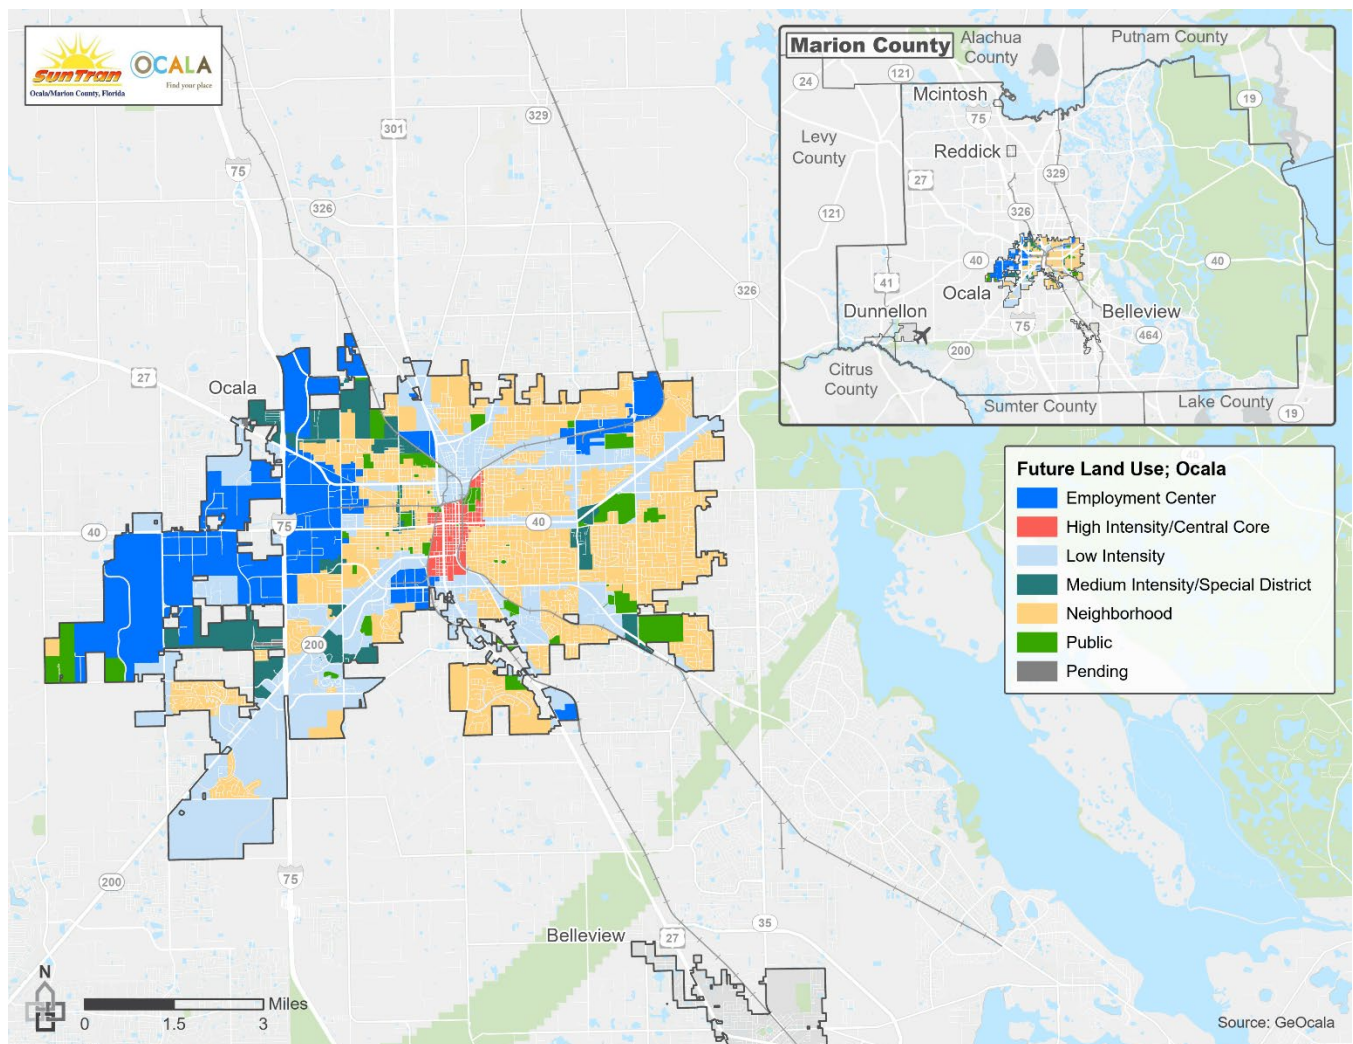 SunTran
Ocala/Marion County, Florida
OCALA
Find your place
301
329
75
326
326
27
Ocala
40
75
40
200
200
75
Belleview
27
35
40
Marion County
Alachua
County
Putnam County
24
121
Mcintosh
75
19
Levy
County
Reddick
27
329
121
326
40
40
Ocala
41
Dunnellon
75
Belleview
200
464
Citrus
County
Sumter County
Lake County
19
Future Land Use; Ocala
Employment Center
High Intensity/Central Core
Low Intensity
Medium Intensity/Special District
Neighborhood
Public
Pending
N
Miles
0
1.5
3
Source: GeOcala